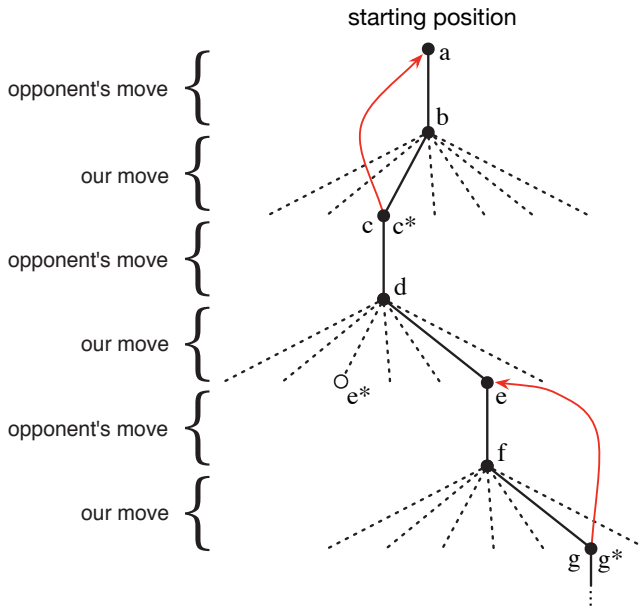 starting position
a
opponent's move
b
our move
c c*
opponent's move
d
our move
e* e
opponent's move
f
our move
g g*